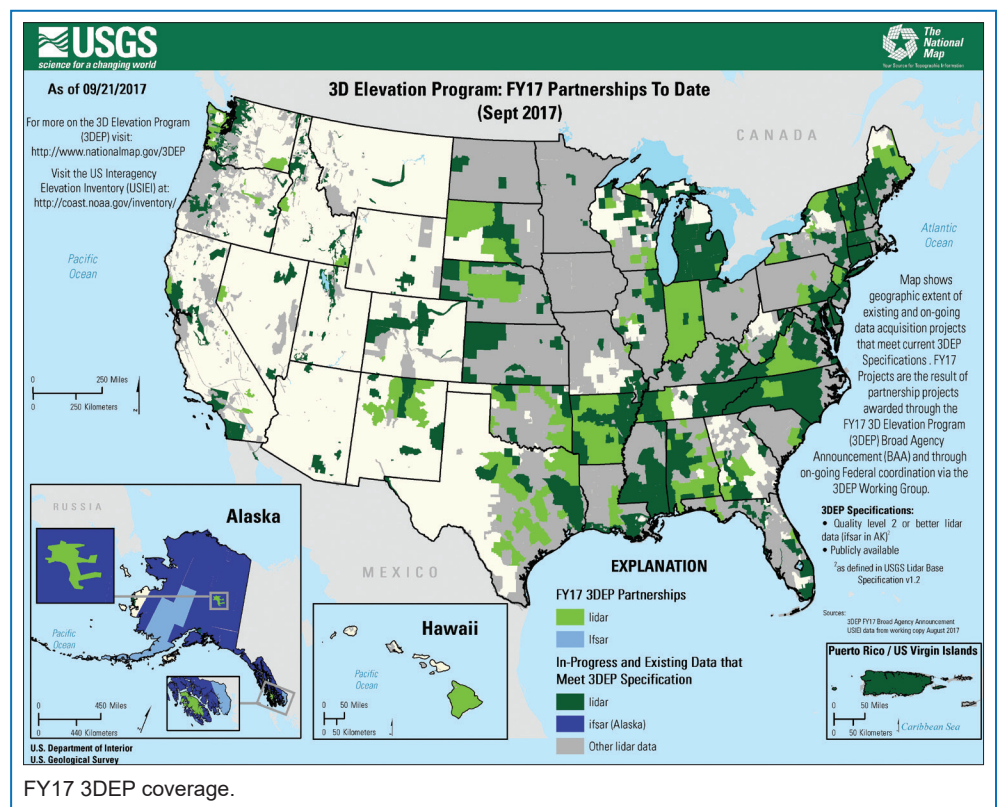 USGS
science for a changing world
The
National
Map
Your Source for Topographic Information
As of 09/21/2017
For more on the 3D Elevation Program
(3DEP) visit:
http://www.nationalmap.gov/3DEP
Visit the US Interagency
Elevation Inventory (USIEI) at:
http://coast.noaa.gov/inventory/
3D Elevation Program: FY17 Partnerships To Date
(Sept 2017)
CANADA
Pacific
Ocean
Atlantic
Ocean
Map shows
geographic extent of
existing and on-going
data acquisition projects
that meet current 3DEP
Specifications . FY17
Projects are the result of
partnership projects
awarded through the
FY17 3D Elevation Program
(3DEP) Broad Agency
Announcement (BAA) and through
on-going Federal coordination via the
3DEP Working Group.
3DEP Specifications:
• Quality level 2 or better lidar
data (ifsar in AK)²
• Publicly available
²as defined in USGS Lidar Base
Specification v1.2
Sources:
3DEP FY17 Broad Agency Announcement
USIEI data from working copy August 2017
0 250 Miles
0 250 Kilometers
MEXICO
RUSSIA
Alaska
Pacific
Ocean
0 450 Miles
0 440 Kilometers
Hawaii
Pacific
Ocean
0 50 Miles
0 50 Kilometers
EXPLANATION
FY17 3DEP Partnerships
lidar
Ifsar
In-Progress and Existing Data that
Meet 3DEP Specification
lidar
ifsar (Alaska)
Other lidar data
Puerto Rico / US Virgin Islands
0 50 Miles
0 50 Kilometers
Caribbean Sea
U.S. Department of Interior
U.S. Geological Survey
FY17 3DEP coverage.